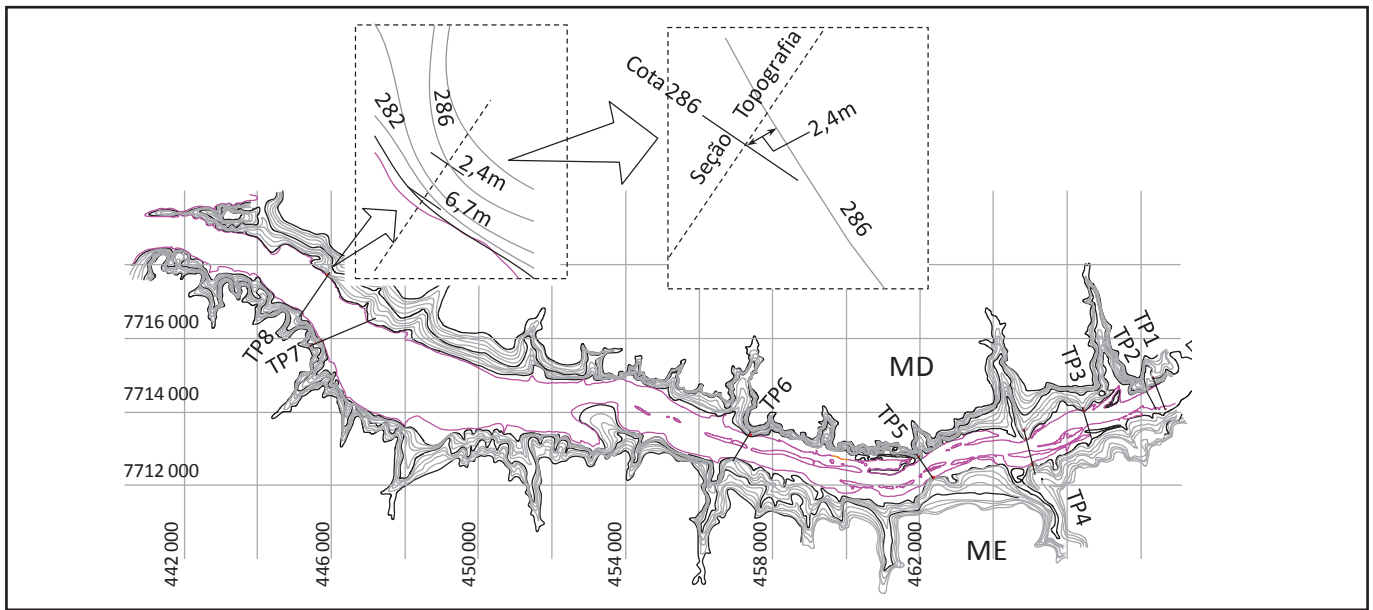 282
286
2,4m
6,7m
Cota 286
Seção
Topografia
2,4m
286
7716 000
7714 000
7712 000
TP8
TP7
TP6
MD
TP5
TP3
TP2
TP1
TP4
ME
442 000
446 000
450 000
454 000
458 000
462 000